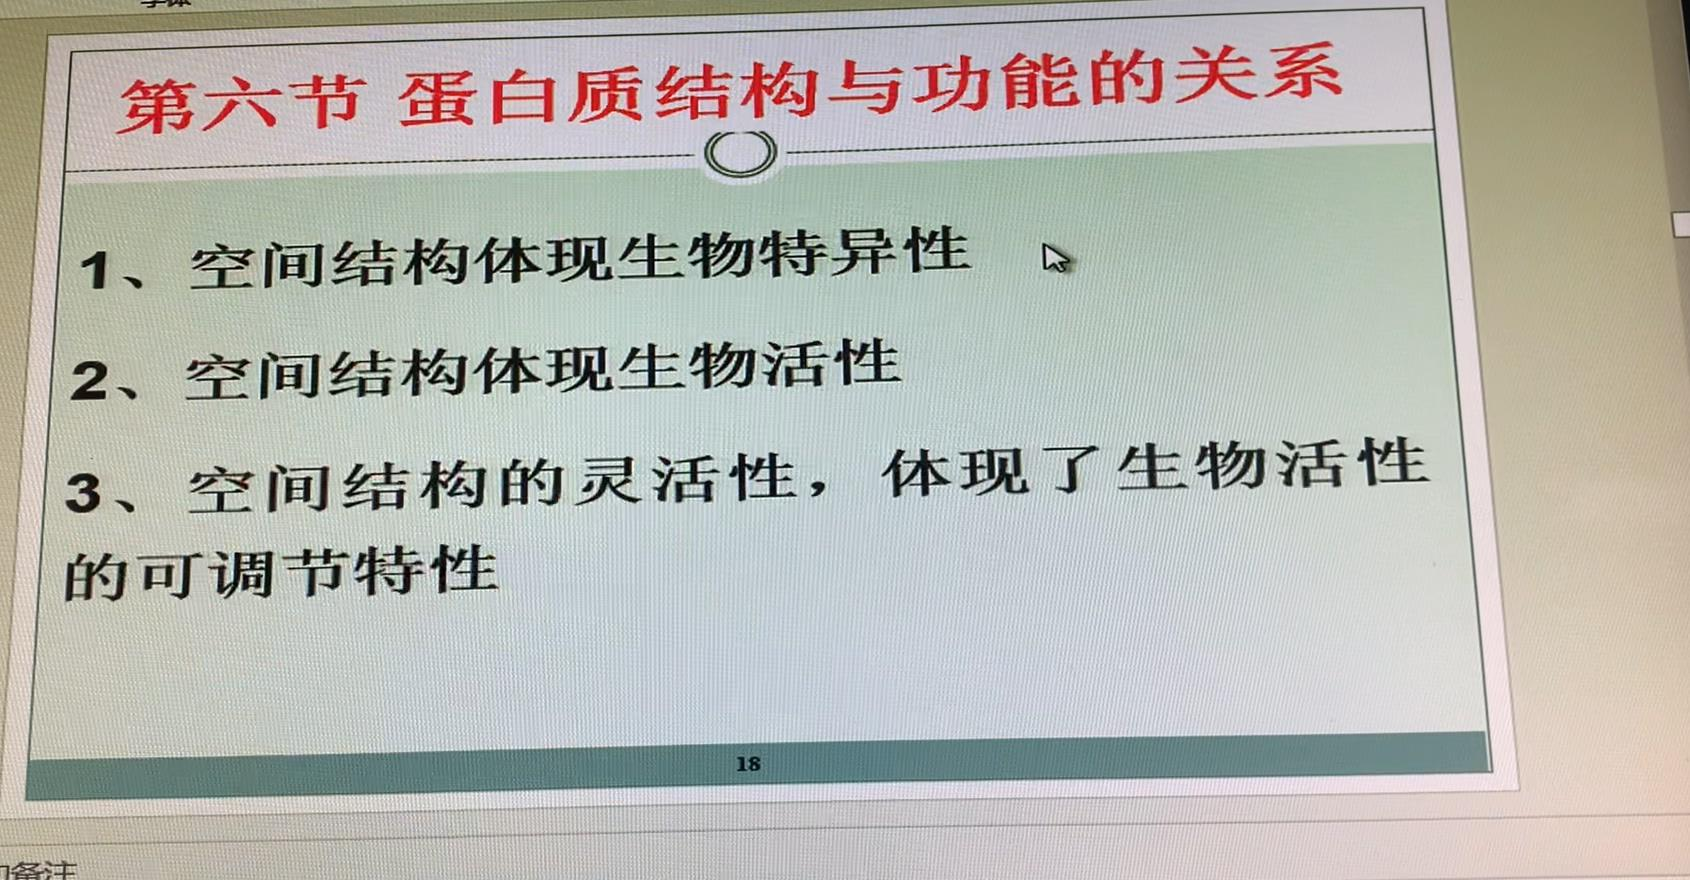 第六节 蛋白质结构与功能的关系
1、空间结构体现生物特异性
2、空间结构体现生物活性
3、空间结构的灵活性，体现了生物活性
的可调节特性
18
备注